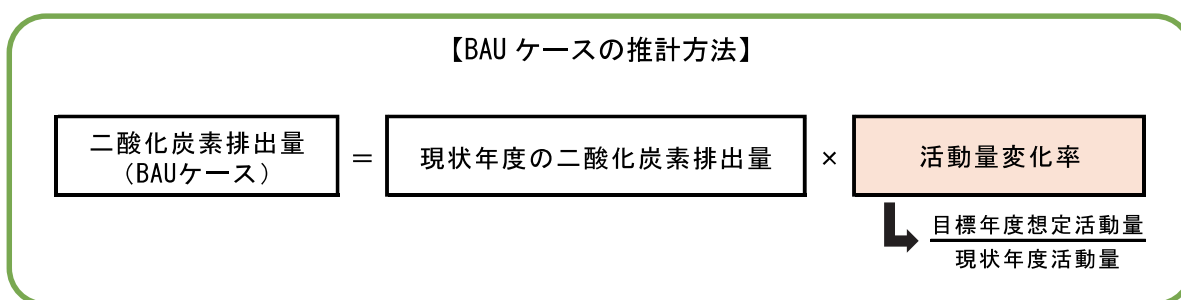 【BAU ケースの推計方法】
二酸化炭素排出量
(BAUケース)
=
現状年度の二酸化炭素排出量
×
活動量変化率
目標年度想定活動量
現状年度活動量